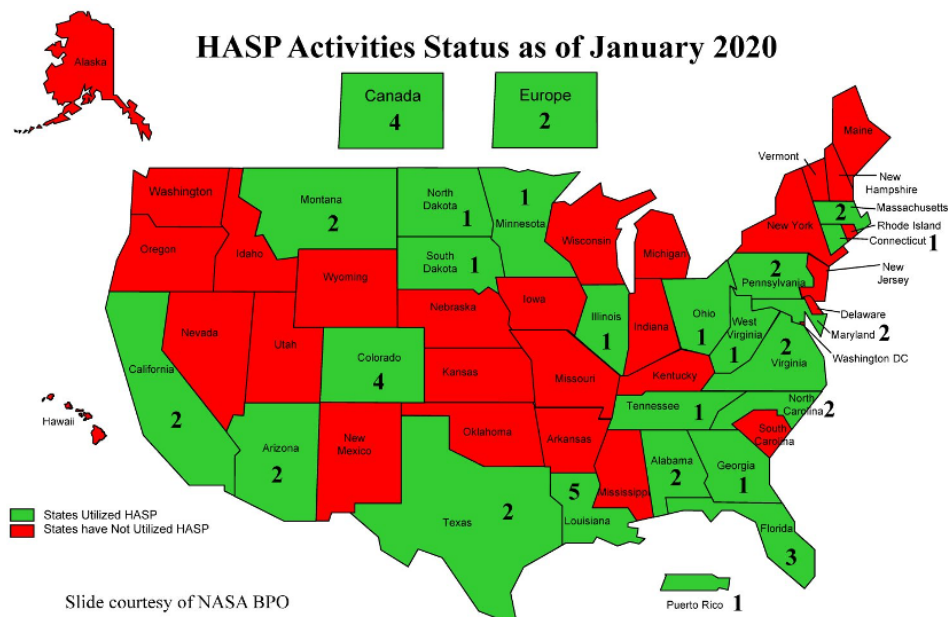 HASP Activities Status as of January 2020
Alaska
Canada
4
Europe
2
Maine
Vermont
New
Hampshire
Massachusetts
2
Rhode Island
Connecticut 1
New York
New
Jersey
Washington
Oregon
Idaho
Montana
2
North
Dakota
1
1
Minnesota
South
Dakota
1
Wisconsin
Michigan
Wyoming
Nebraska
Iowa
Illinois
1
Indiana
Ohio
1
2
Pennsylvania
Delaware
Maryland 2
Washington DC
West
Virginia
1
2
Virginia
Nevada
Utah
Colorado
4
Kansas
Missouri
Kentucky
California
2
Tennessee 1
North
Carolina
2
South
Carolina
Hawaii
Arizona
2
New
Mexico
Oklahoma
Arkansas
Mississippi
Alabama
2
Georgia
1
Texas
2
5
Louisiana
Florida
3
States Utilized HASP
States have Not Utilized HASP
Puerto Rico 1
Slide courtesy of NASA BPO